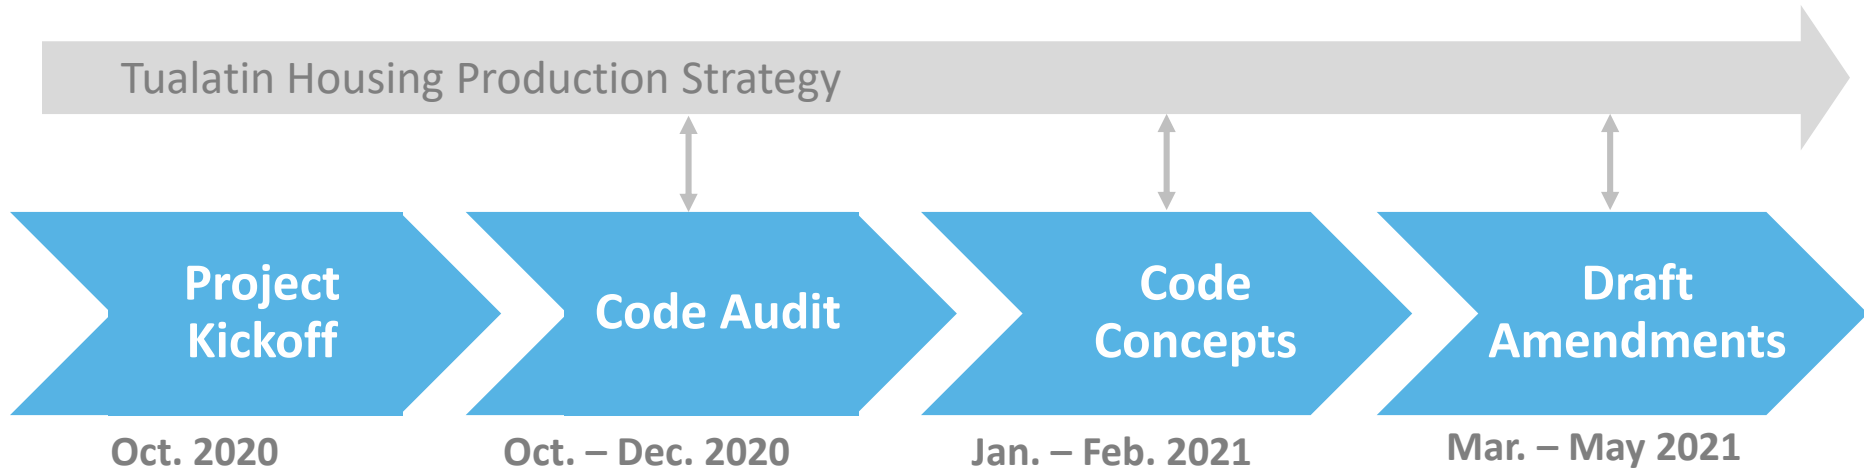 Tualatin Housing Production Strategy
Project
Kickoff
Code Audit
Code
Concepts
Draft
Amendments
Oct. 2020
Oct. – Dec. 2020
Jan. – Feb. 2021
Mar. – May 2021